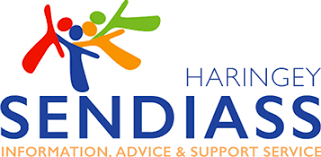 HARINGEY
SENDIASS
INFORMATION, ADVICE & SUPPORT SERVICE